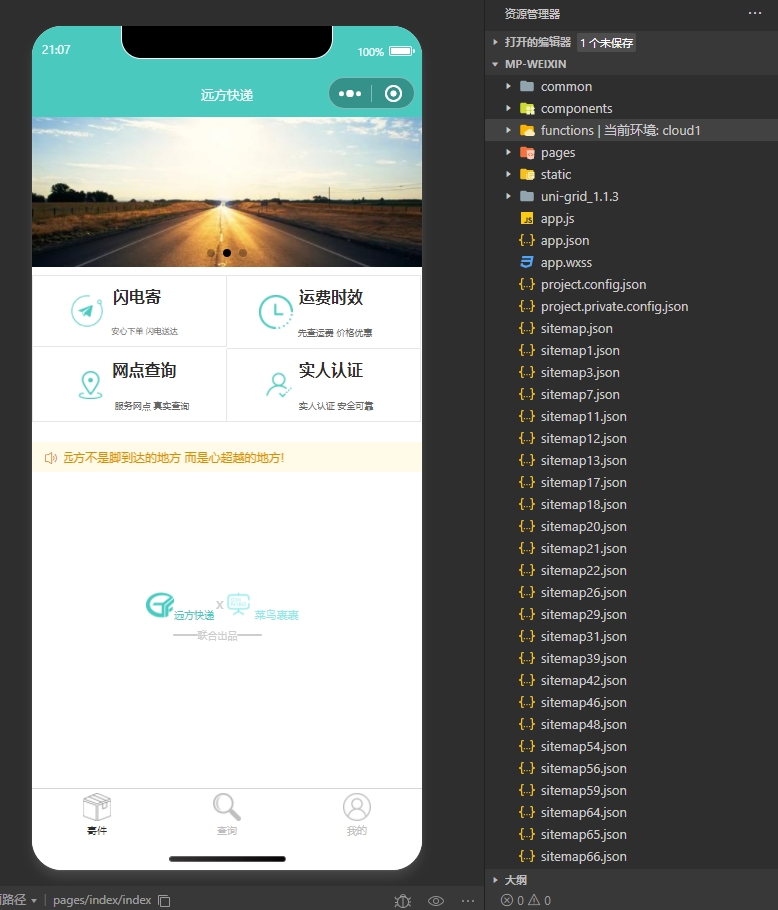 21:07
100%
远方快递
闪电寄
安心下单 闪电送达
运费时效
先查运费 价格优惠
网点查询
服务网点 真实查询
实人认证
实人认证 安全可靠
远方不是脚到达的地方 而是心超越的地方!
远方快递 x 菜鸟裹裹
联合出品
寄件
查询
我的
路径
pages/index/index
资源管理器
打开的编辑器 1 个未保存
MP-WEIXIN
common
components
functions | 当前环境: cloud1
pages
static
uni-grid_1.1.3
JS app.js
{..} app.json
app.wxss
{..} project.config.json
{..} project.private.config.json
{..} sitemap.json
{..} sitemap1.json
{..} sitemap3.json
{..} sitemap7.json
{..} sitemap11.json
{..} sitemap12.json
{..} sitemap13.json
{..} sitemap17.json
{..} sitemap18.json
{..} sitemap20.json
{..} sitemap21.json
{..} sitemap22.json
{..} sitemap26.json
{..} sitemap29.json
{..} sitemap31.json
{..} sitemap39.json
{..} sitemap42.json
{..} sitemap46.json
{..} sitemap48.json
{..} sitemap54.json
{..} sitemap56.json
{..} sitemap59.json
{..} sitemap64.json
{..} sitemap65.json
{..} sitemap66.json
大纲
0 0